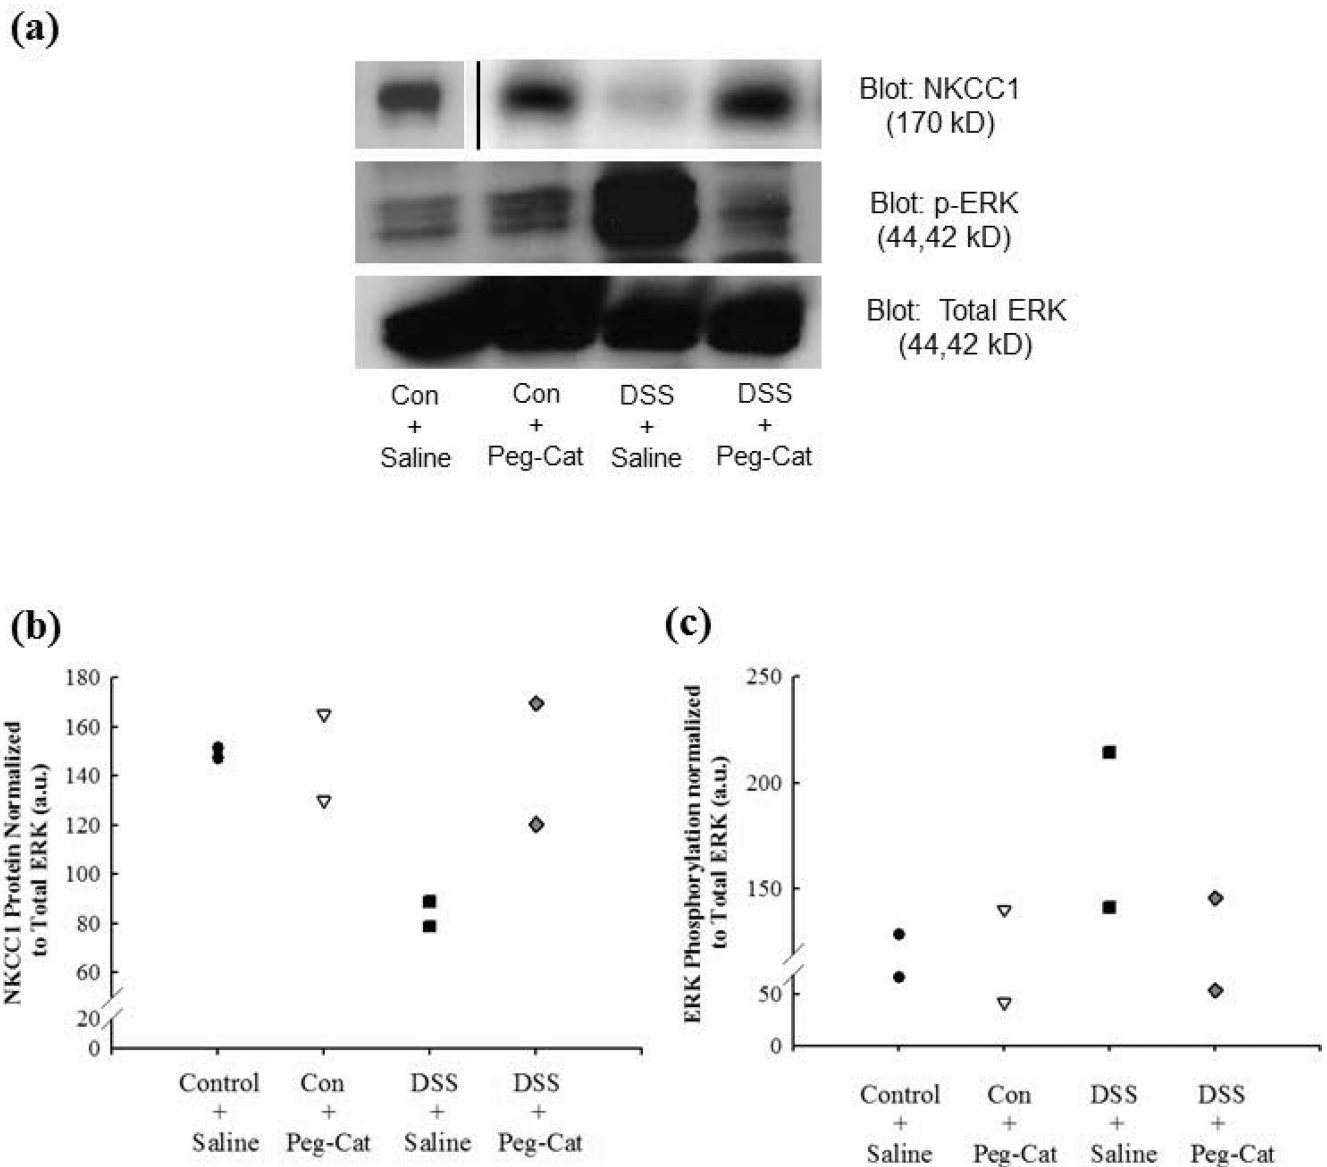 (a)
Blot: NKCC1
(170 kD)
Blot: p-ERK
(44,42 kD)
Blot: Total ERK
(44,42 kD)
Con Con DSS DSS
+ + + +
Saline Peg-Cat Saline Peg-Cat
(b)
NKCC1 Protein Normalized
to Total ERK (a.u.)
180
160
140
120
100
80
60
20
0
Control Con DSS DSS
+ + + +
Saline Peg-Cat Saline Peg-Cat
(c)
ERK Phosphorylation normalized
to Total ERK (a.u.)
250
200
150
50
0
Control Con DSS DSS
+ + + +
Saline Peg-Cat Saline Peg-Cat